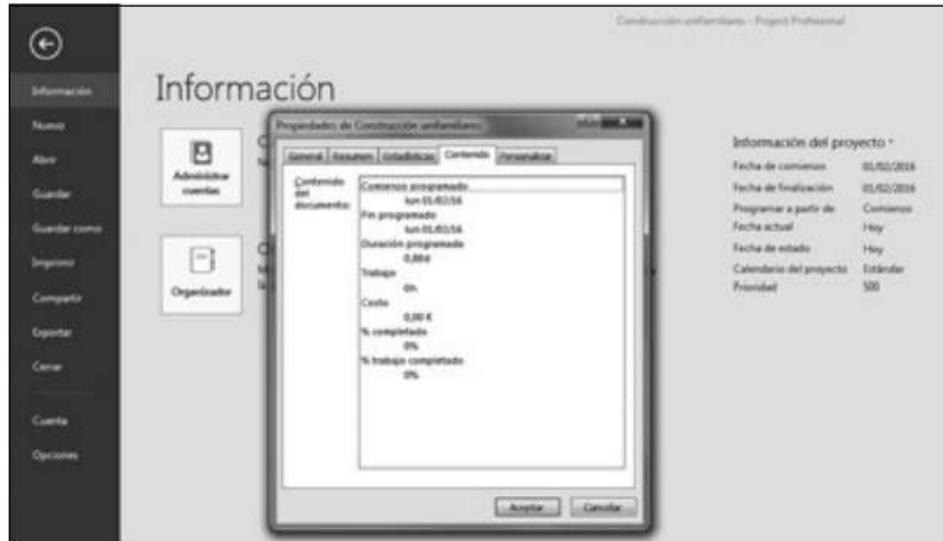 Construcción unifamiliares - Project Profesional
Información
Información
Nuevo
Abrir
Guardar
Guardar como
Imprimir
Compartir
Exportar
Cerrar
Cuenta
Opciones
Administrar
cuentas
Organizador
Propiedades de Construcción unifamiliares
General Resumen Estadísticas Contenido Personalizar
Contenido
del
documento:
Comienzo programado
lun 01/02/16
Fin programado
lun 01/02/16
Duración programada
0,88d
Trabajo
0h
Costo
0,00 €
% completado
0%
% trabajo completado
0%
Aceptar Cancelar
Información del proyecto
Fecha de comienzo 01/02/2016
Fecha de finalización 01/02/2016
Programar a partir de Comienzo
Fecha actual Hoy
Fecha de estado Hoy
Calendario del proyecto Estándar
Prioridad 500